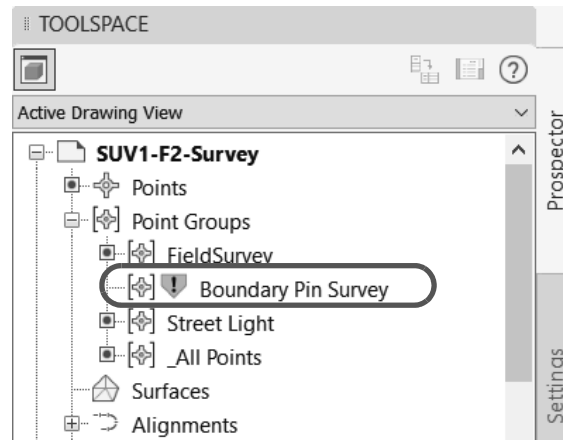 TOOLSPACE
Active Drawing View
SUV1-F2-Survey
Points
Point Groups
FieldSurvey
Boundary Pin Survey
Street Light
_All Points
Surfaces
Alignments
Prospector
Settings